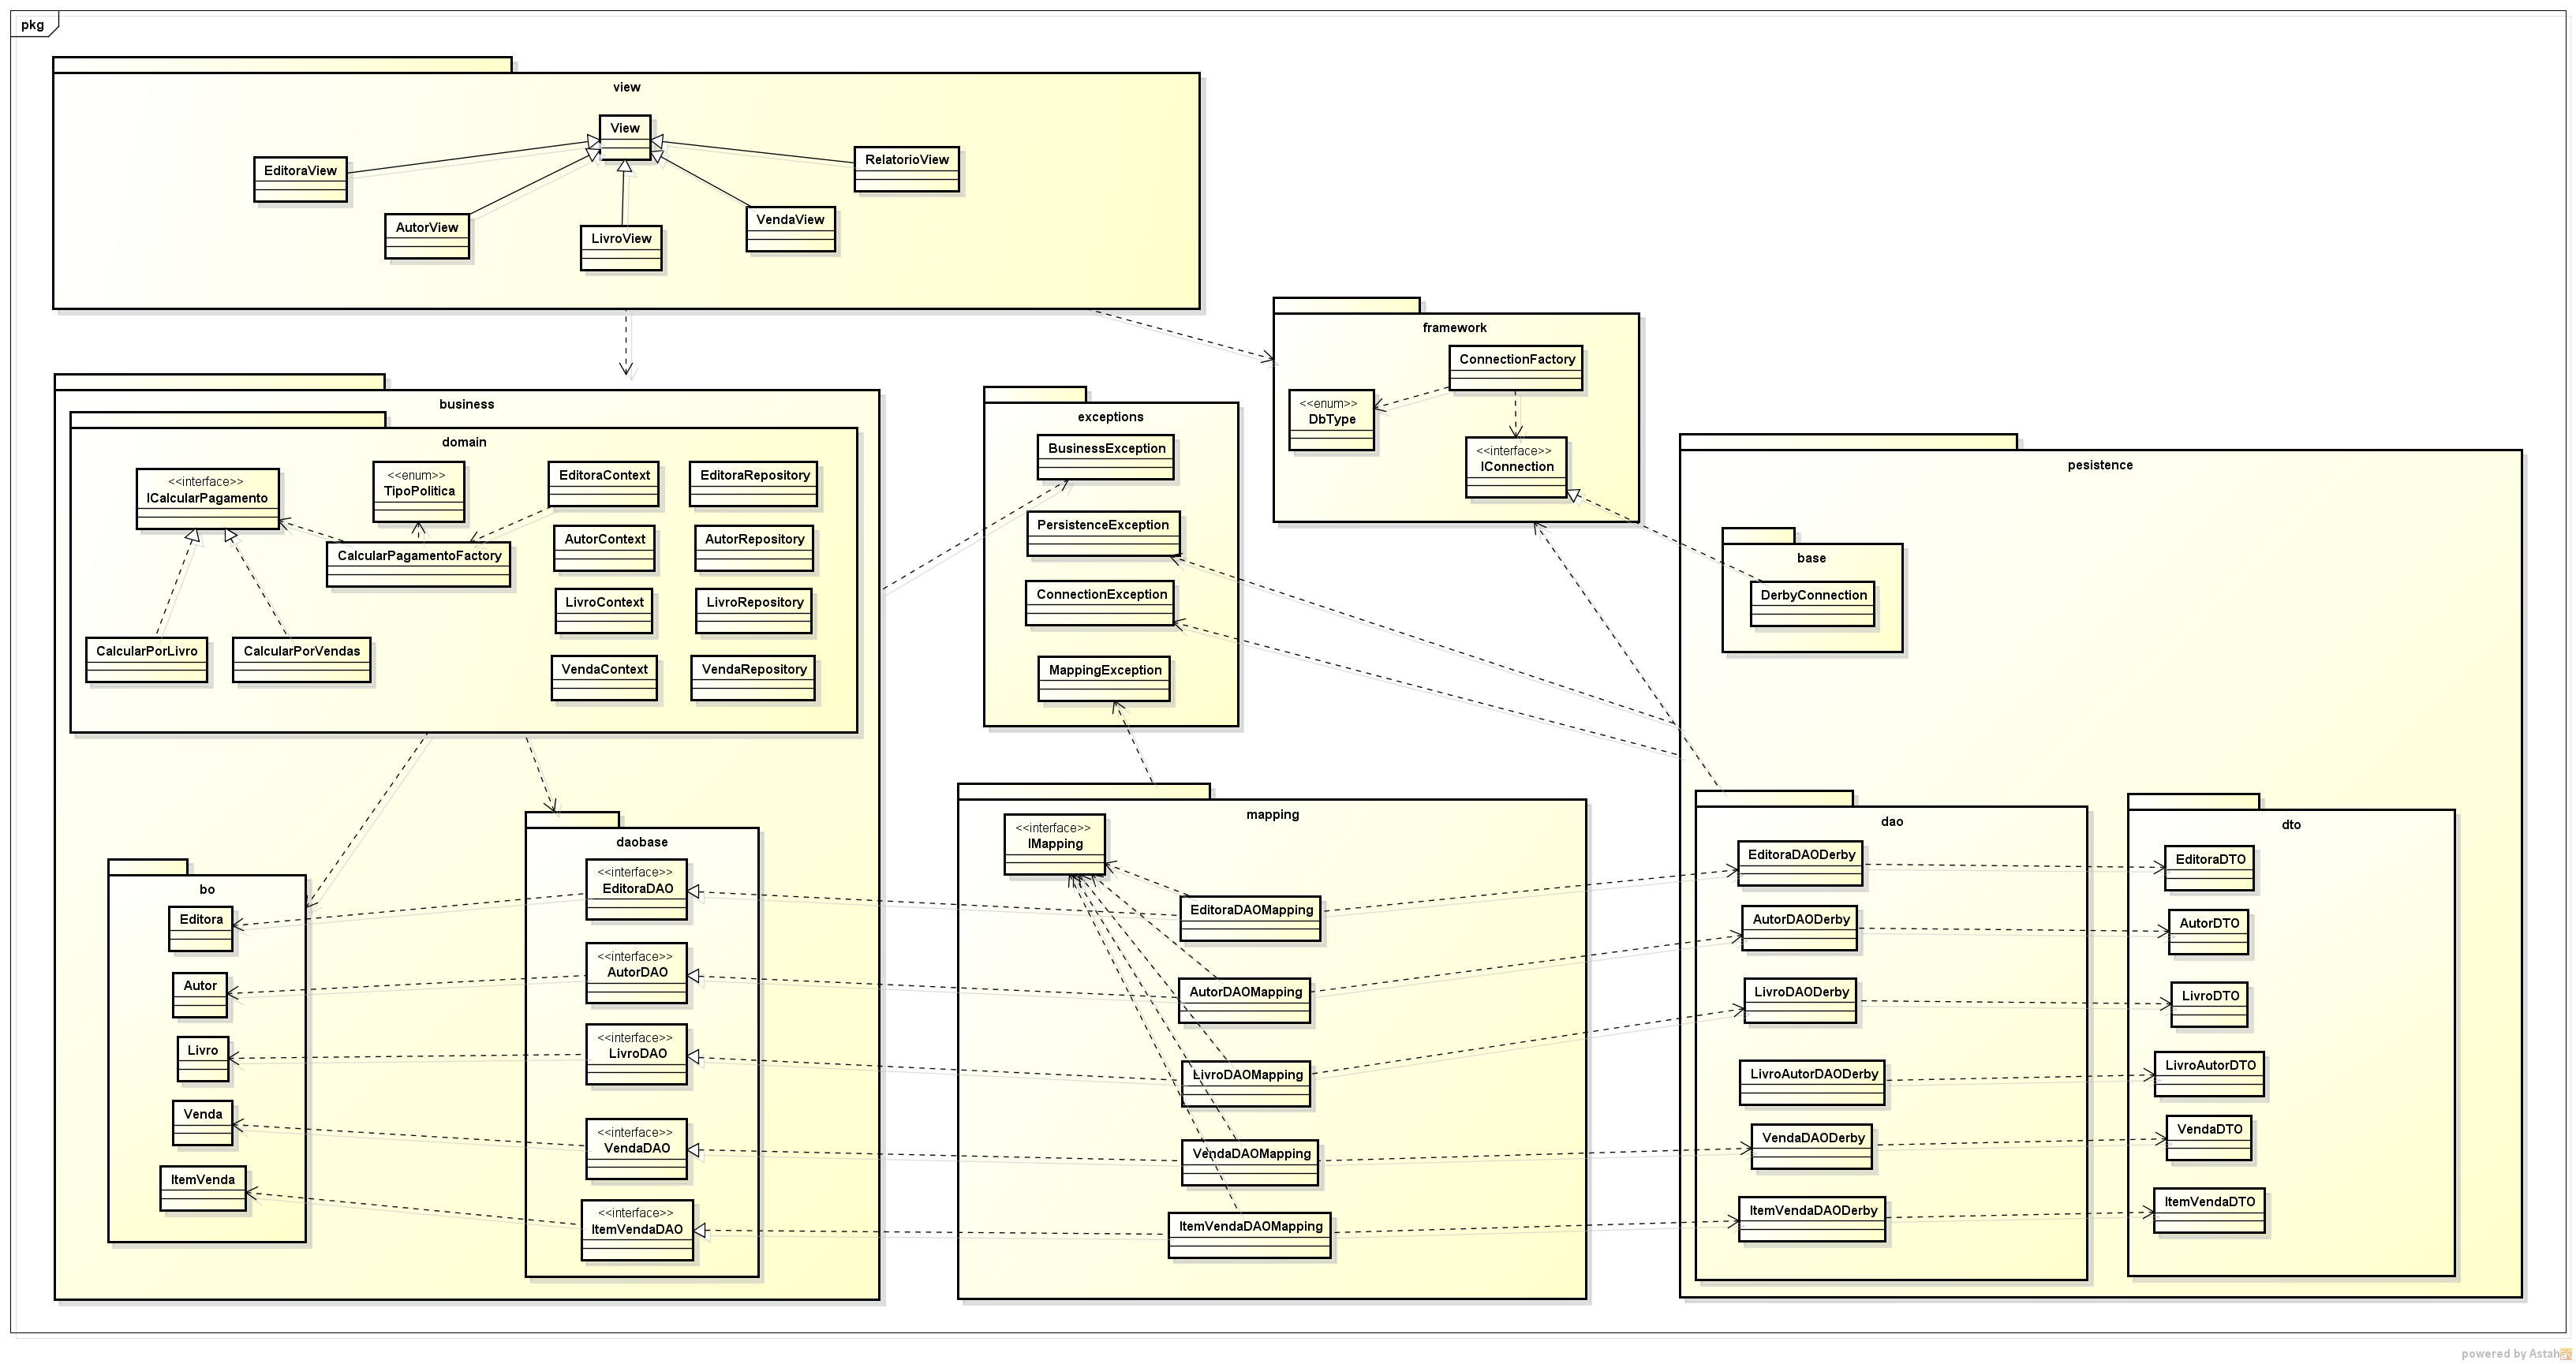 pkg
view
View
EditoraView
AutorView
LivroView
VendaView
RelatorioView
framework
ConnectionFactory
<<enum>>
DbType
<<interface>>
IConnection
business
domain
<<interface>>
ICalcularPagamento
<<enum>>
TipoPolitica
CalcularPagamentoFactory
CalcularPorLivro
CalcularPorVendas
EditoraContext
AutorContext
LivroContext
VendaContext
EditoraRepository
AutorRepository
LivroRepository
VendaRepository
bo
Editora
Autor
Livro
Venda
ItemVenda
daobase
<<interface>>
EditoraDAO
<<interface>>
AutorDAO
<<interface>>
LivroDAO
<<interface>>
VendaDAO
<<interface>>
ItemVendaDAO
exceptions
BusinessException
PersistenceException
ConnectionException
MappingException
mapping
<<interface>>
IMapping
EditoraDAOMapping
AutorDAOMapping
LivroDAOMapping
VendaDAOMapping
ItemVendaDAOMapping
pesistence
base
DerbyConnection
dao
EditoraDAODerby
AutorDAODerby
LivroDAODerby
LivroAutorDAODerby
VendaDAODerby
ItemVendaDAODerby
dto
EditoraDTO
AutorDTO
LivroDTO
LivroAutorDTO
VendaDTO
ItemVendaDTO
powered by Astah